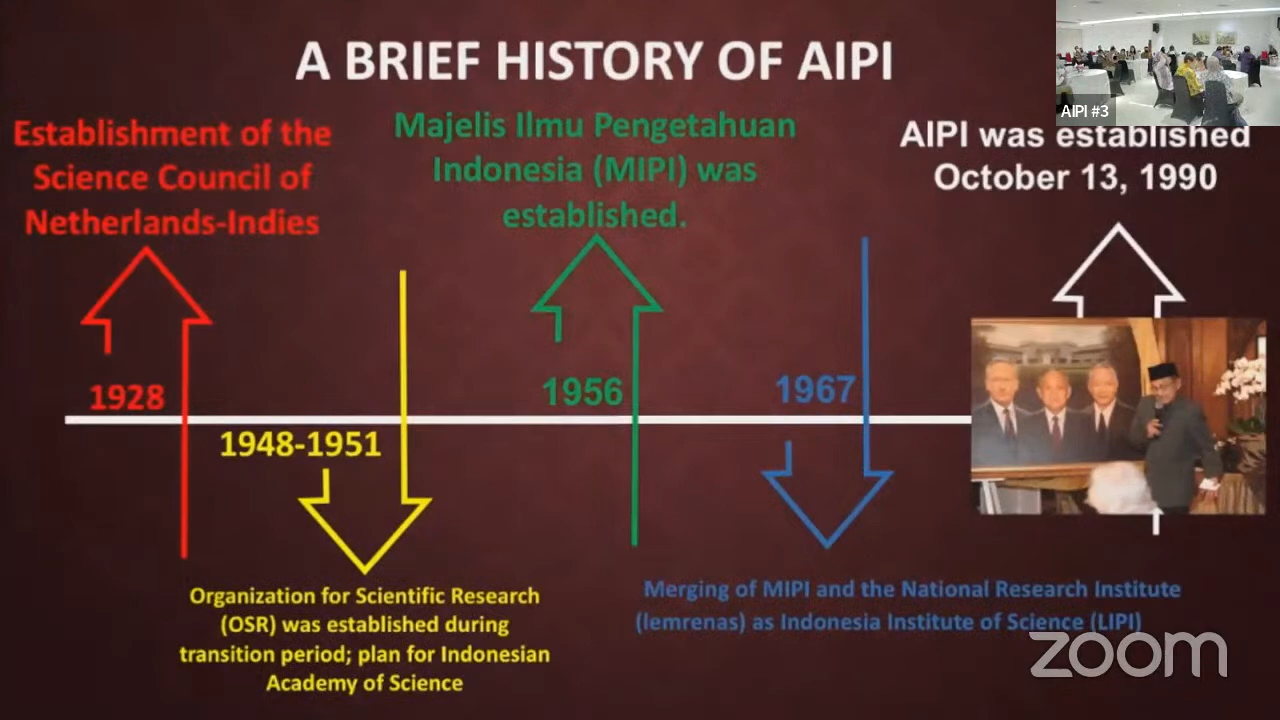 A BRIEF HISTORY OF AIPI
AIPI #3
Establishment of the
Science Council of
Netherlands-Indies
Majelis Ilmu Pengetahuan
Indonesia (MIPI) was
established.
AIPI was established
October 13, 1990
1928
1948-1951
1956
1967
Organization for Scientific Research
(OSR) was established during
transition period; plan for Indonesian
Academy of Science
Merging of MIPI and the National Research Institute
(lemrenas) as Indonesia Institute of Science (LIPI)
zoom